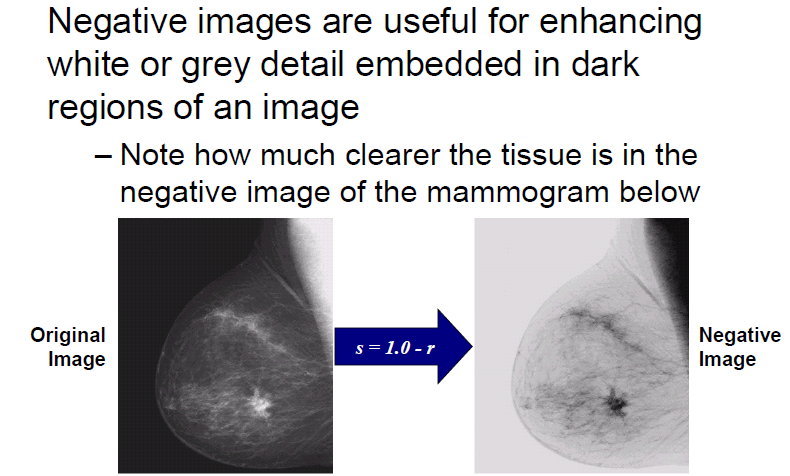 Negative images are useful for enhancing
white or grey detail embedded in dark
regions of an image
– Note how much clearer the tissue is in the
negative image of the mammogram below
Original
Image
s = 1.0 - r
Negative
Image